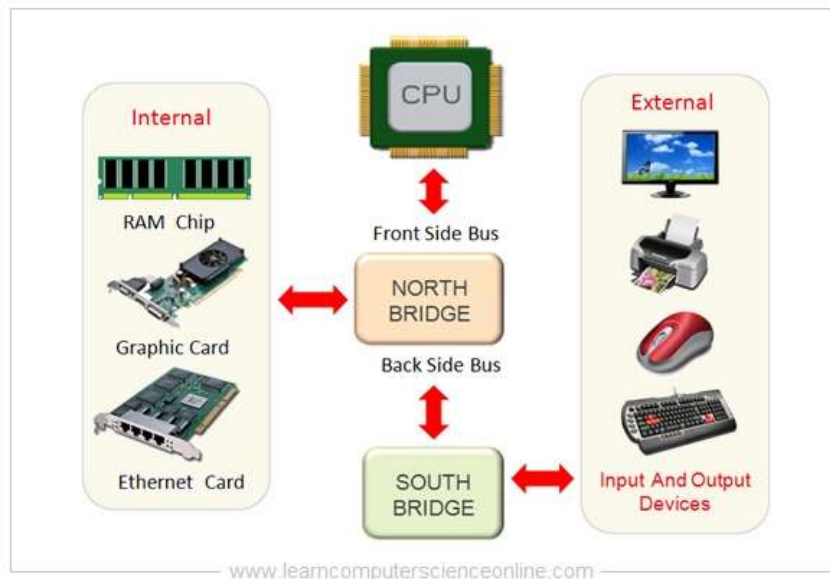 CPU
Internal
RAM Chip
Graphic Card
Ethernet Card
Front Side Bus
NORTH
BRIDGE
Back Side Bus
SOUTH
BRIDGE
External
Input And Output
Devices
www.learncomputerscienceonline.com